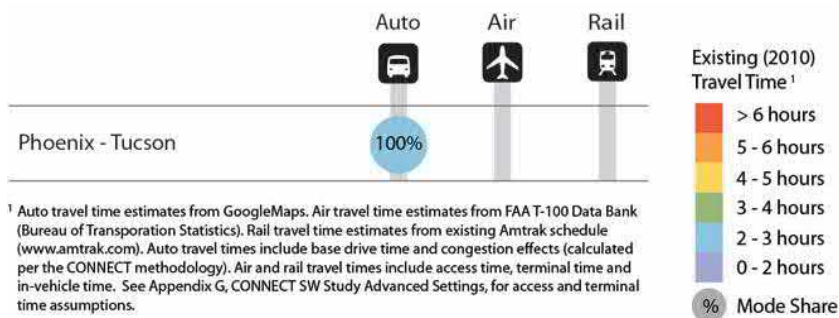 Auto Air Rail
Existing (2010)
Travel Time ¹
> 6 hours
5 - 6 hours
4 - 5 hours
3 - 4 hours
2 - 3 hours
0 - 2 hours
% Mode Share
Phoenix - Tucson 100%
¹ Auto travel time estimates from GoogleMaps. Air travel time estimates from FAA T-100 Data Bank
(Bureau of Transporation Statistics). Rail travel time estimates from existing Amtrak schedule
(www.amtrak.com). Auto travel times include base drive time and congestion effects (calculated
per the CONNECT methodology). Air and rail travel times include access time, terminal time and
in-vehicle time. See Appendix G, CONNECT SW Study Advanced Settings, for access and terminal
time assumptions.